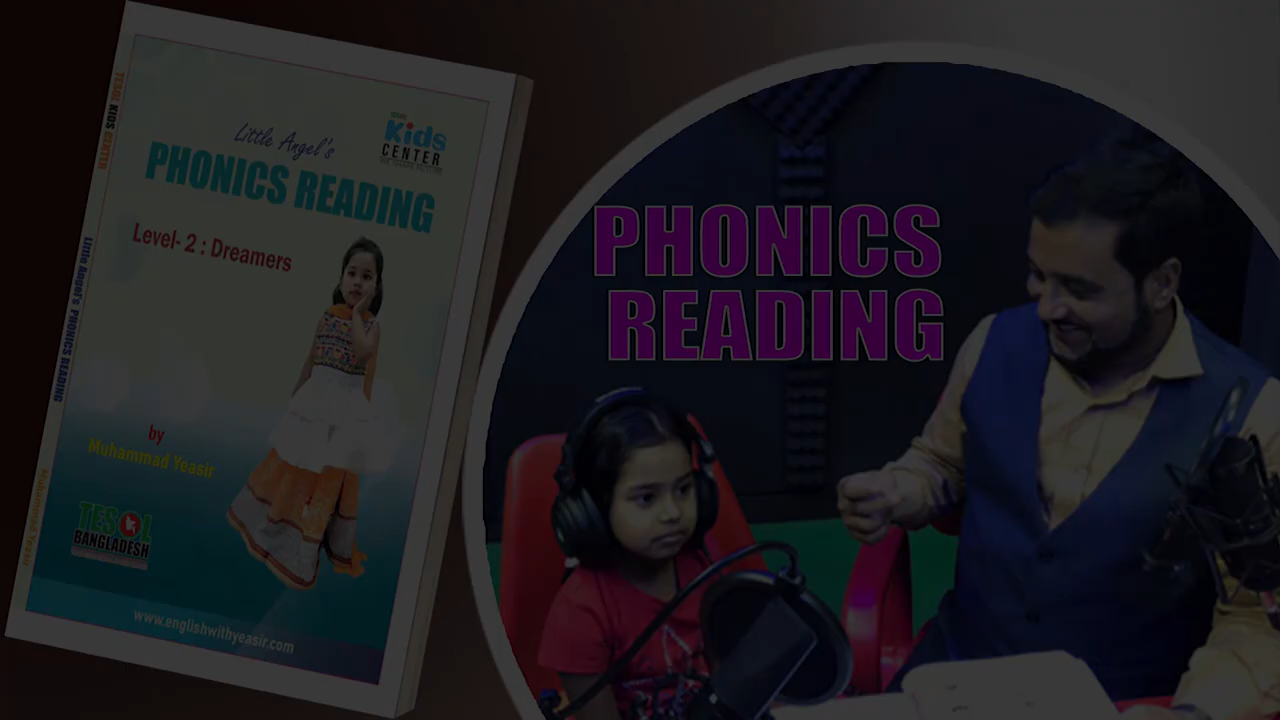 Little Angel's
PHONICS READING
Level- 2 : Dreamers
by
Muhammad Yeasir
TESOL
BANGLADESH
www.englishwithyeasir.com
Kids
CENTER
TESOL KIDS CENTER
Little Angel's PHONICS READING
Muhammad Yeasir
PHONICS
READING